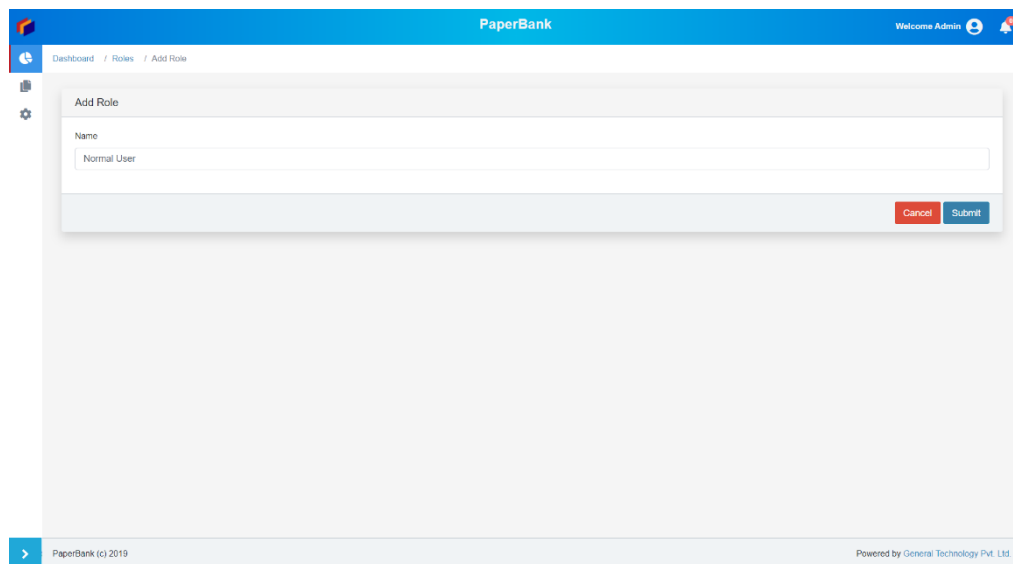 PaperBank
Welcome Admin
Dashboard / Roles / Add Role
Add Role
Name
Normal User
Cancel Submit
PaperBank (c) 2019 Powered by General Technology Pvt. Ltd.